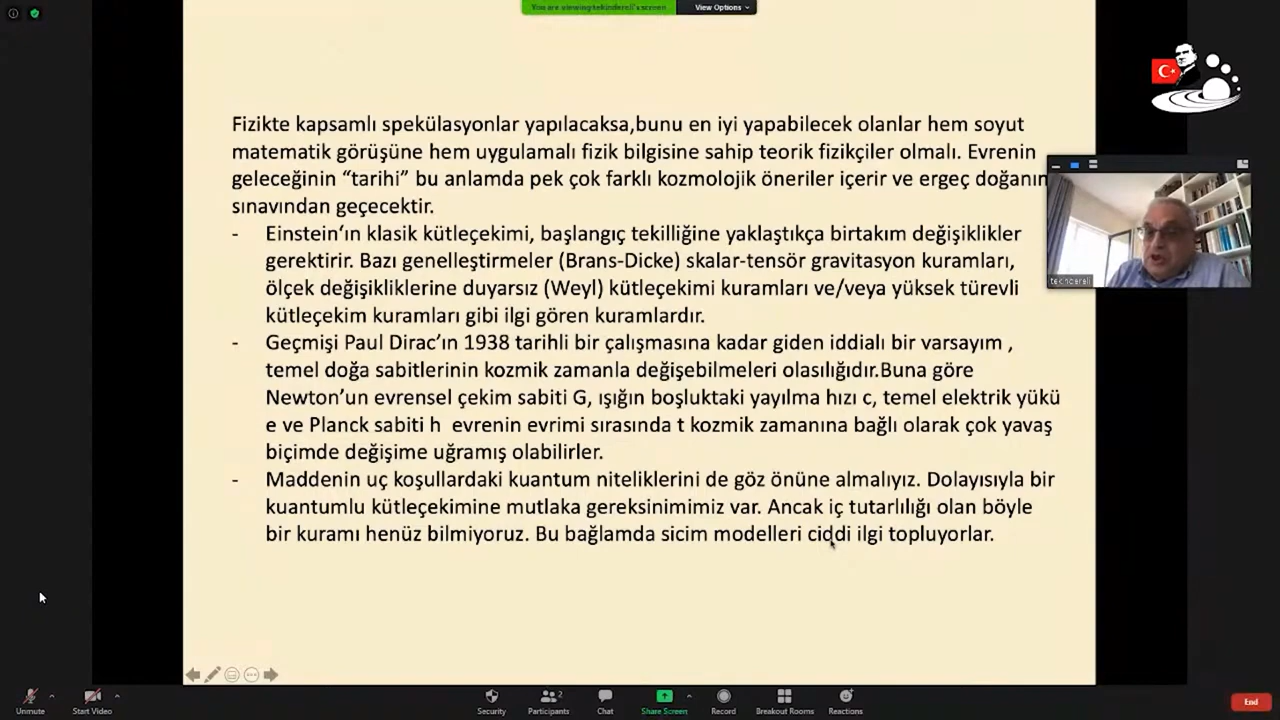 You are viewing tekindereli's screen
View Options
Fizikte kapsamlı spekülasyonlar yapılacaksa,bunu en iyi yapabilecek olanlar hem soyut
matematik görüşüne hem uygulamalı fizik bilgisine sahip teorik fizikçiler olmalı. Evrenin
geleceğinin “tarihi” bu anlamda pek çok farklı kozmolojik öneriler içerir ve ergeç doğanın
sınavından geçecektir.
- Einstein‘ın klasik kütleçekimi, başlangıç tekilliğine yaklaştıkça birtakım değişiklikler
gerektirir. Bazı genelleştirmeler (Brans-Dicke) skalar-tensör gravitasyon kuramları,
ölçek değişikliklerine duyarsız (Weyl) kütleçekimi kuramları ve/veya yüksek türevli
kütleçekim kuramları gibi ilgi gören kuramlardır.
- Geçmişi Paul Dirac’ın 1938 tarihli bir çalışmasına kadar giden iddialı bir varsayım ,
temel doğa sabitlerinin kozmik zamanla değişebilmeleri olasılığıdır.Buna göre
Newton’un evrensel çekim sabiti G, ışığın boşluktaki yayılma hızı c, temel elektrik yükü
e ve Planck sabiti h evrenin evrimi sırasında t kozmik zamanına bağlı olarak çok yavaş
biçimde değişime uğramış olabilirler.
- Maddenin uç koşullardaki kuantum niteliklerini de göz önüne almalıyız. Dolayısıyla bir
kuantumlu kütleçekimine mutlaka gereksinimimiz var. Ancak iç tutarlılığı olan böyle
bir kuramı henüz bilmiyoruz. Bu bağlamda sicim modelleri ciddi ilgi topluyorlar.
tekindereli
Unmute
Start Video
Security
Participants
2
Chat
Share Screen
Record
Breakout Rooms
Reactions
End